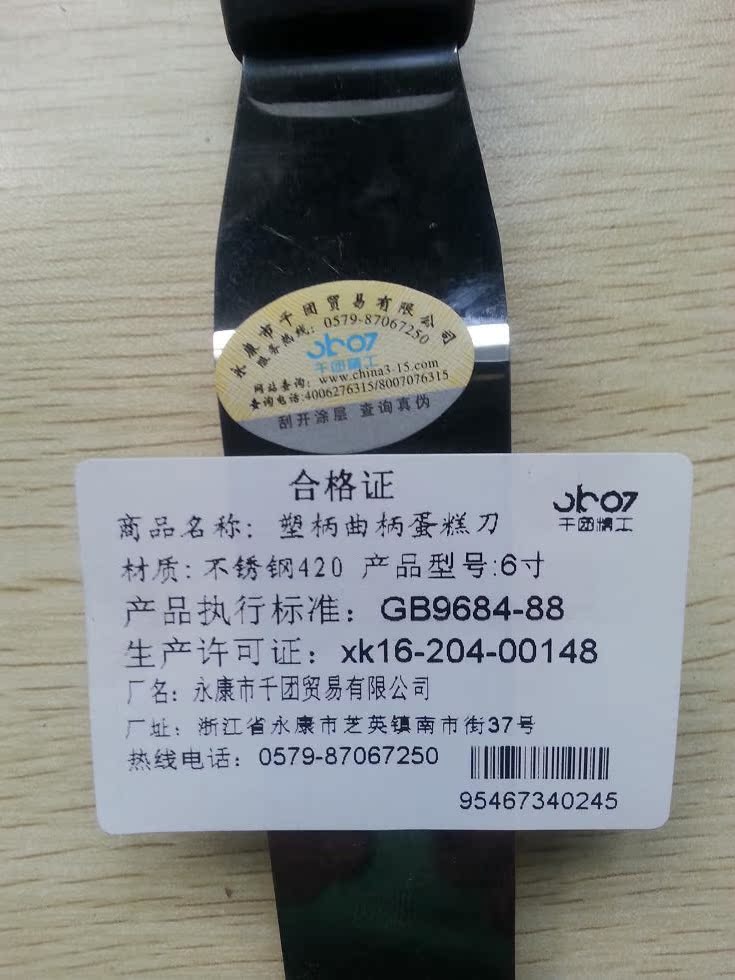 永康市千团贸易有限公司
服务热线：0579-87067250
ab07
千团精工
网站查询：www.china3-15.com
查询电话:4006276315/8007076315
刮开涂层 查询真伪
合格证
ab07
千团精工
商品名称：塑柄曲柄蛋糕刀
材质：不锈钢420 产品型号:6寸
产品执行标准：GB9684-88
生产许可证：xk16-204-00148
厂名：永康市千团贸易有限公司
厂址：浙江省永康市芝英镇南市街37号
热线电话：0579-87067250
95467340245